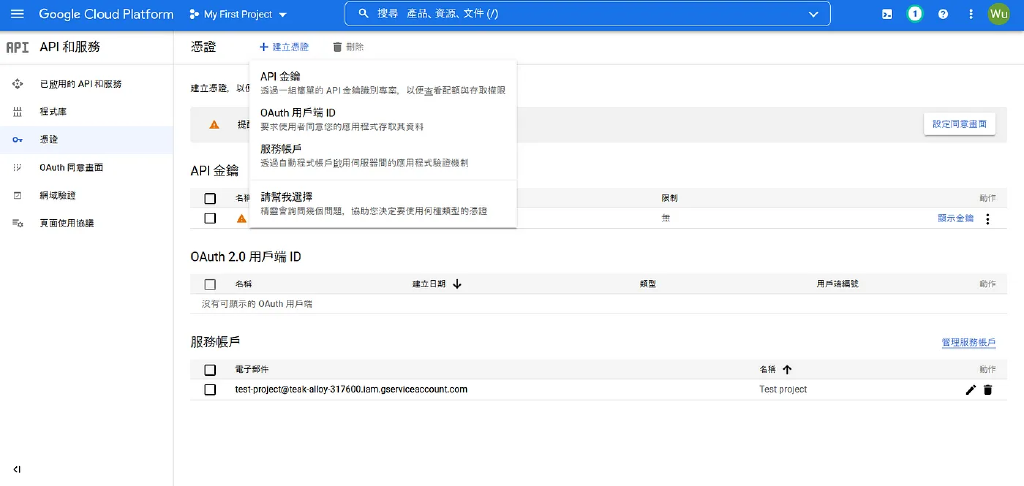 Google Cloud Platform
My First Project
搜尋 產品、資源、文件 (/)
1
Wu
API API 和服務
憑證
建立憑證
刪除
已啟用的 API 和服務
程式庫
憑證
OAuth 同意畫面
網域驗證
頁面使用協議
建立憑證，以便
API 金鑰
透過一組簡單的 API 金鑰識別專案，以便查看配額與存取權限
OAuth 用戶端 ID
要求使用者同意您的應用程式存取其資料
服務帳戶
透過自動程式帳戶啟用伺服器間的應用程式驗證機制
請幫我選擇
精靈會詢問幾個問題，協助您決定要使用何種類型的憑證
提醒
設定同意畫面
API 金鑰
名稱
限制
動作
無
顯示金鑰
OAuth 2.0 用戶端 ID
名稱
建立日期
類型
用戶端編號
動作
沒有可顯示的 OAuth 用戶端
服務帳戶
管理服務帳戶
電子郵件
名稱
動作
test-project@teak-alloy-317600.iam.gserviceaccount.com
Test project